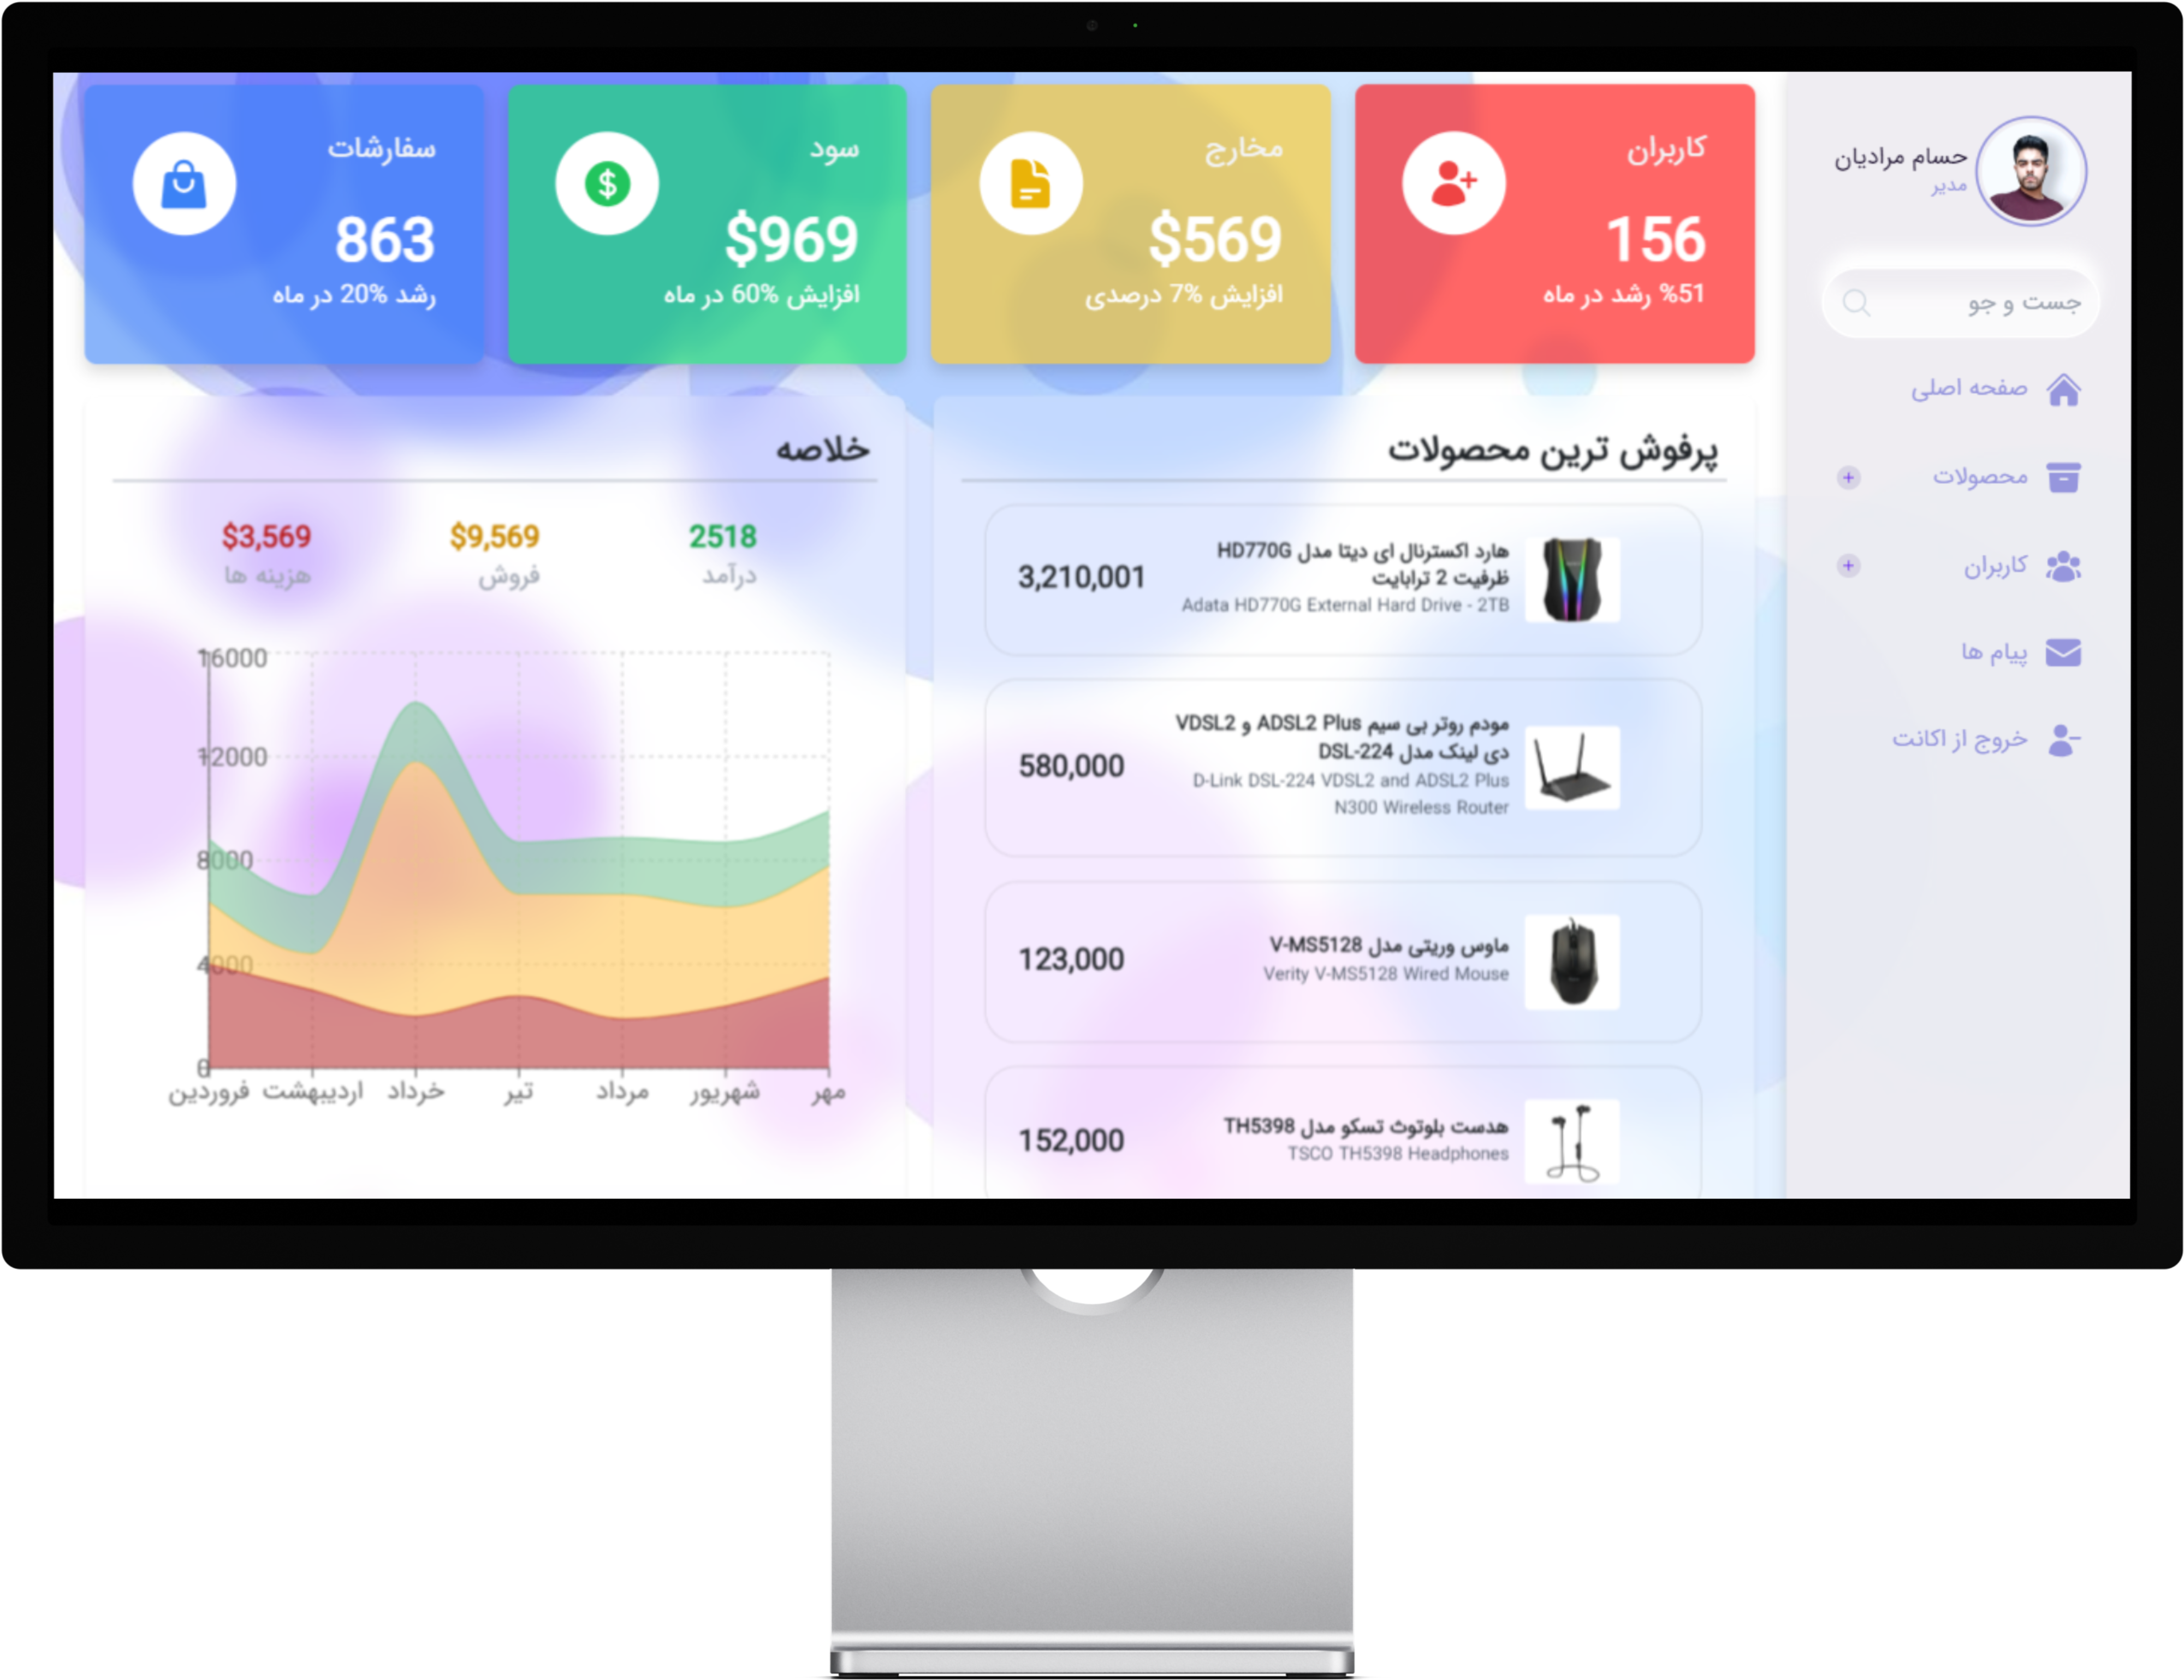 حسام مرادیان
مدیر
جست و جو
صفحه اصلی
محصولات
+
کاربران
+
پیام ها
خروج از اکانت
کاربران
156
%51 رشد در ماه
مخارج
$569
افزایش 7% درصدی
سود
$969
افزایش 60% در ماه
سفارشات
863
رشد 20% در ماه
پرفوش ترین محصولات
هارد اکسترنال ای دیتا مدل HD770G
ظرفیت 2 ترابایت
Adata HD770G External Hard Drive - 2TB
3,210,001
مودم روتر بی سیم ADSL2 Plus و VDSL2
دی لینک مدل DSL-224
D-Link DSL-224 VDSL2 and ADSL2 Plus
N300 Wireless Router
580,000
ماوس وریتی مدل V-MS5128
Verity V-MS5128 Wired Mouse
123,000
هدست بلوتوث تسکو مدل TH5398
TSCO TH5398 Headphones
152,000
خلاصه
2518
درآمد
$9,569
فروش
$3,569
هزینه ها
16000
12000
8000
4000
0
فروردین اردیبهشت خرداد تیر مرداد شهریور مهر